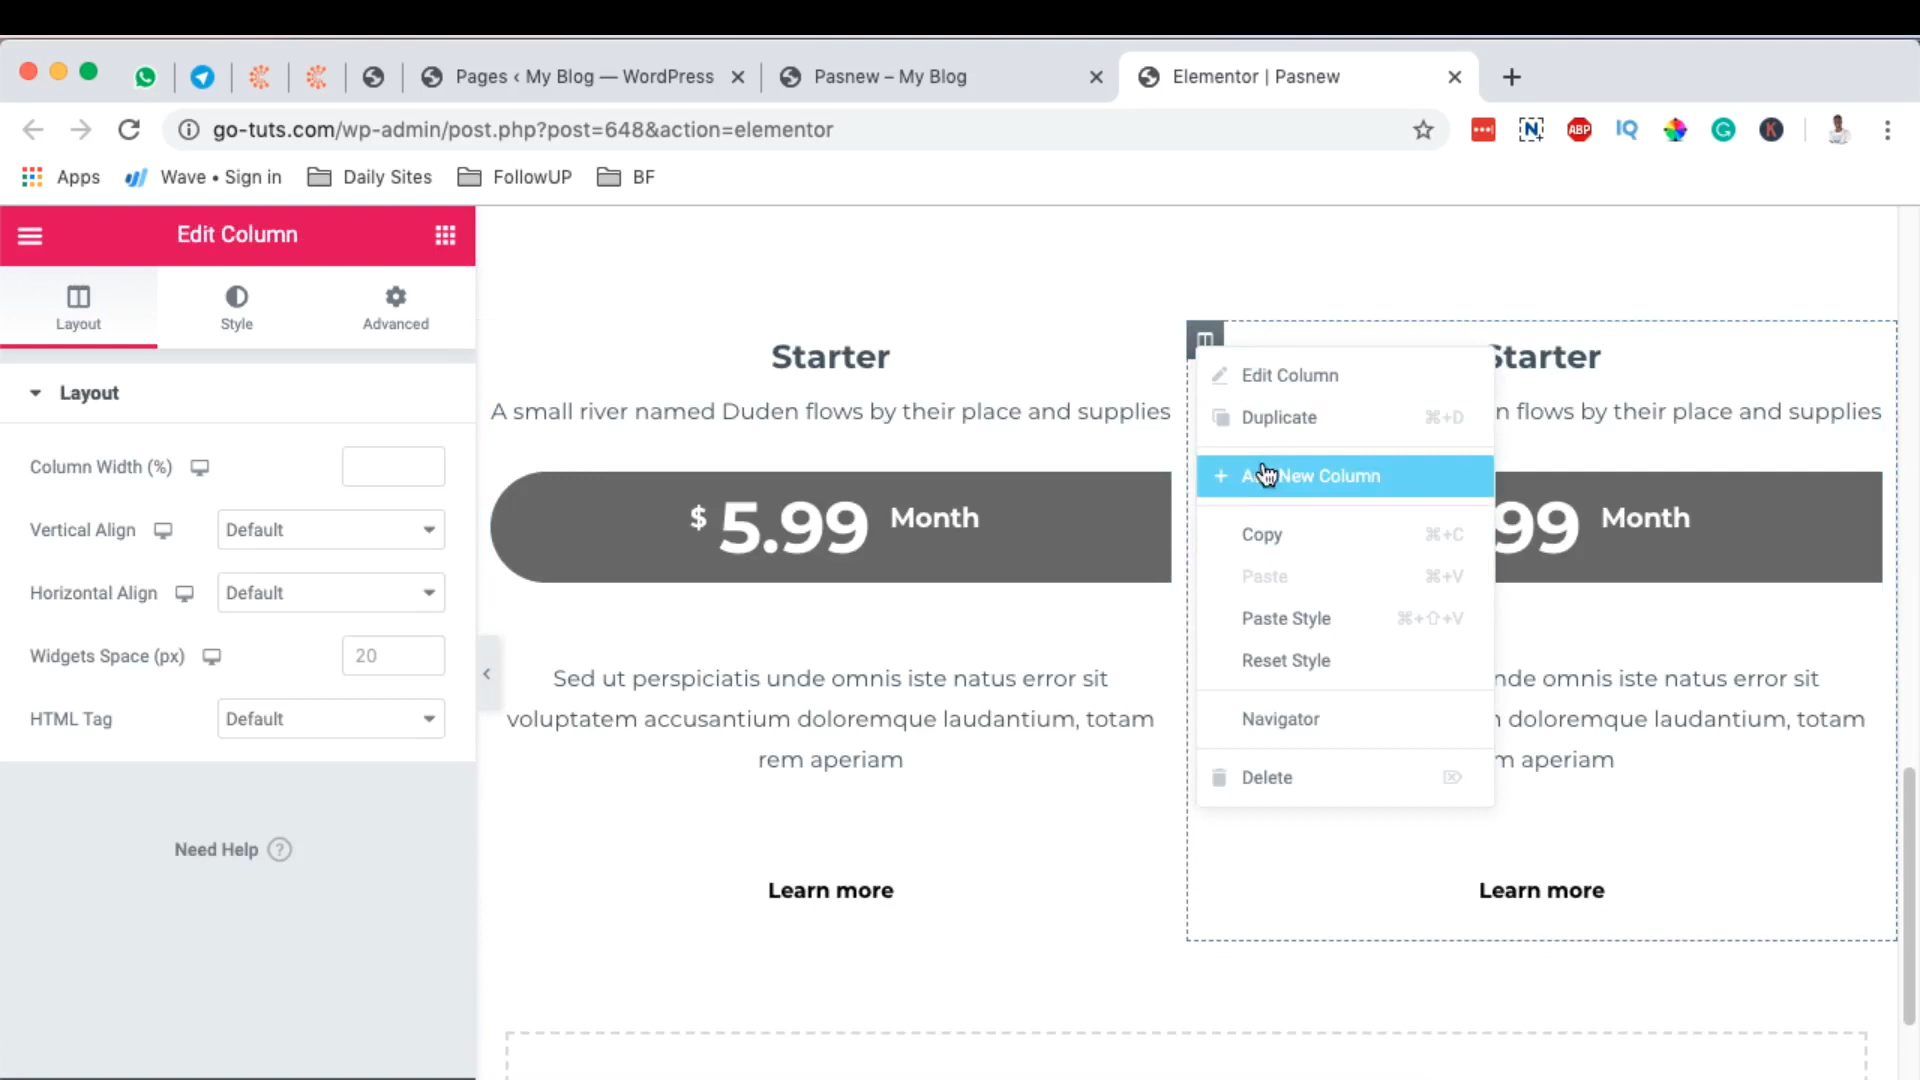 Pages ‹ My Blog — WordPress
Pasnew – My Blog
Elementor | Pasnew
go-tuts.com/wp-admin/post.php?post=648&action=elementor
ABP
IQ
N
G
K
Apps
Wave • Sign in
Daily Sites
FollowUP
BF
Edit Column
Layout
Style
Advanced
Layout
Column Width (%)
Vertical Align
Default
Horizontal Align
Default
Widgets Space (px)
20
HTML Tag
Default
Need Help ?
Starter
A small river named Duden flows by their place and supplies
$ 5.99 Month
Sed ut perspiciatis unde omnis iste natus error sit
voluptatem accusantium doloremque laudantium, totam
rem aperiam
Learn more
Starter
n flows by their place and supplies
99 Month
nde omnis iste natus error sit
doloremque laudantium, totam
m aperiam
Learn more
Edit Column
Duplicate ⌘+D
+ New Column
Copy ⌘+C
Paste ⌘+V
Paste Style ⌘+⇧+V
Reset Style
Navigator
Delete ⌦